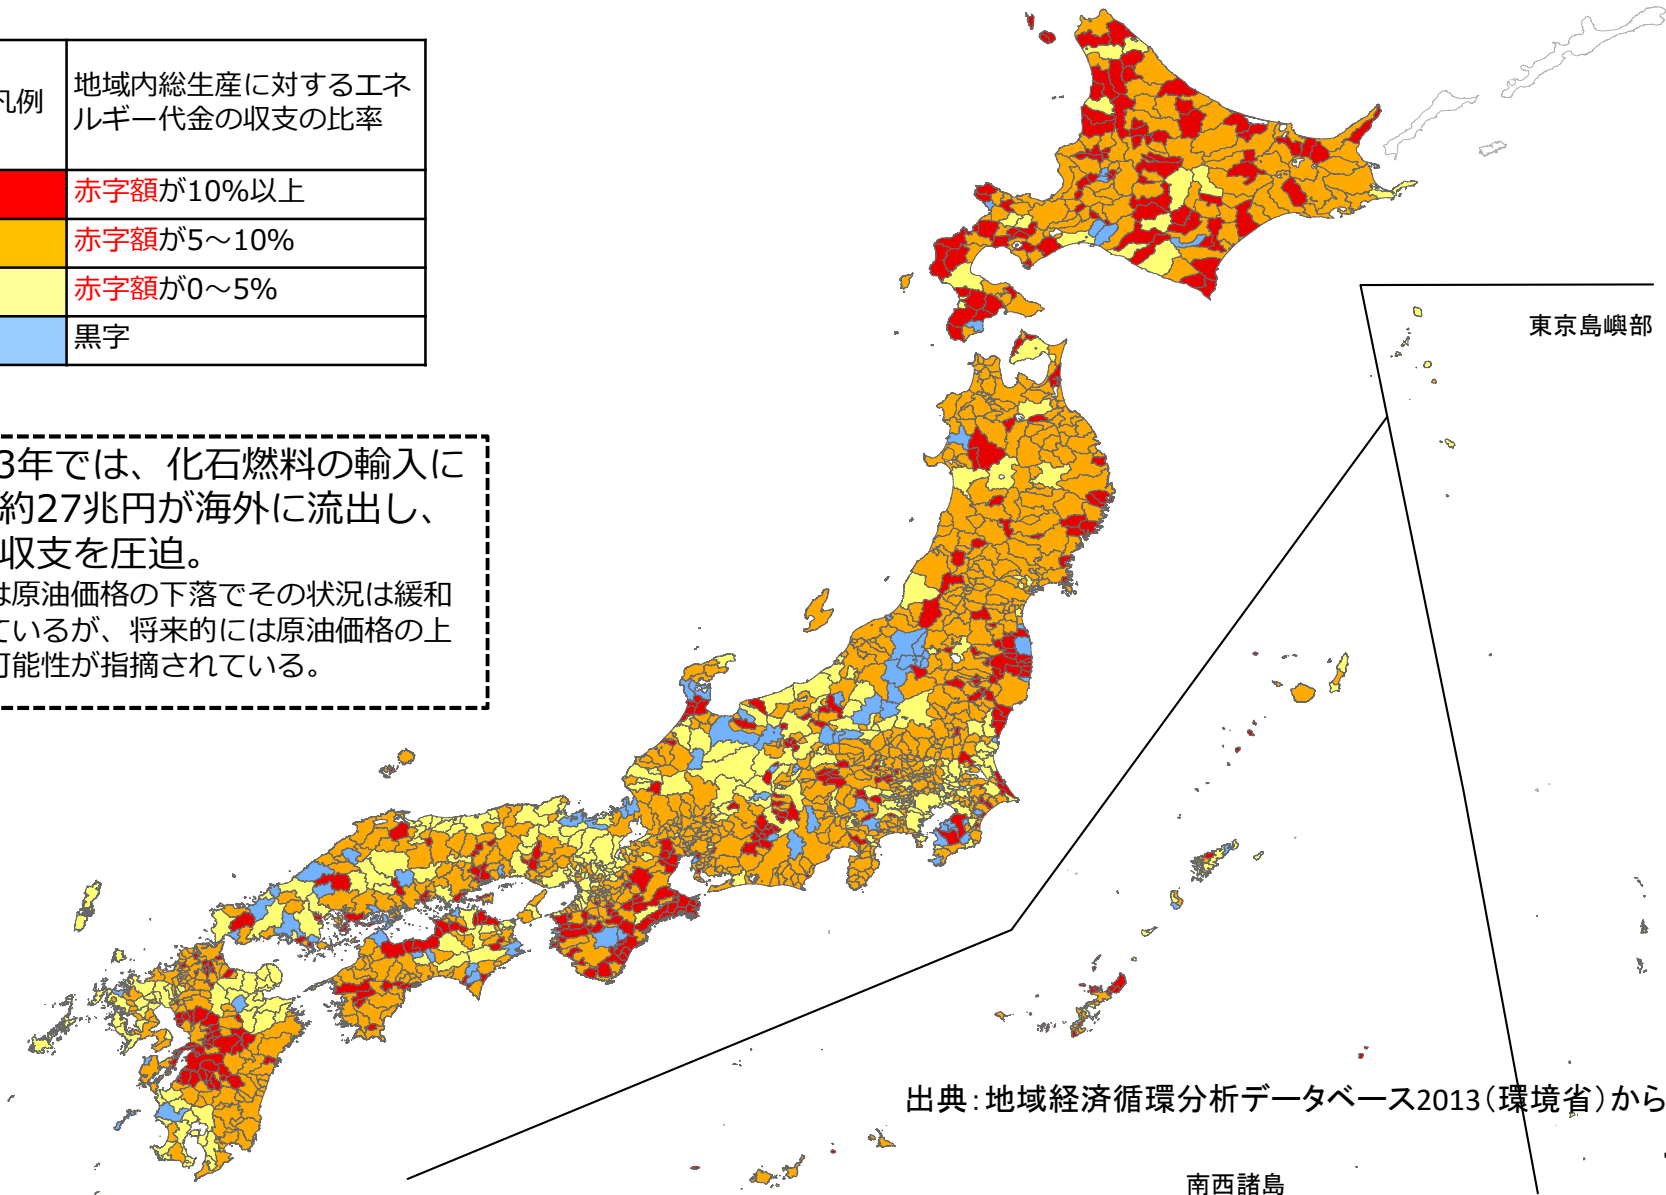 凡例
地域内総生産に対するエネ
ルギー代金の収支の比率
赤字額が10%以上
赤字額が5～10%
赤字額が0～5%
黒字
東京島嶼部
3年では、化石燃料の輸入に
約27兆円が海外に流出し、
収支を圧迫。
は原油価格の下落でその状況は緩和
ているが、将来的には原油価格の上
可能性が指摘されている。
出典：地域経済循環分析データベース2013（環境省）から
南西諸島